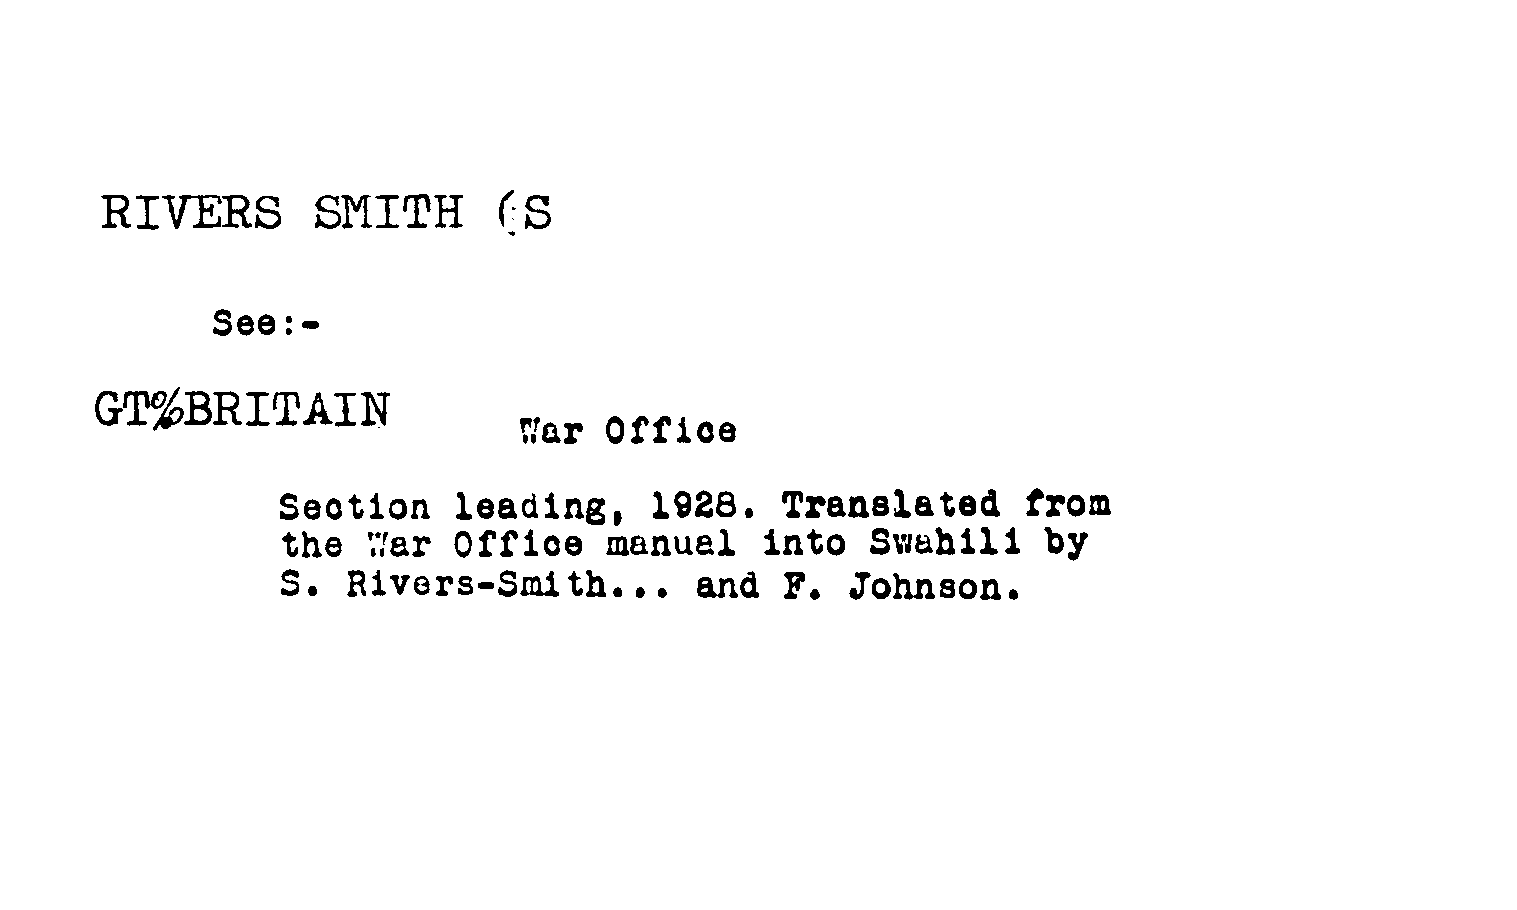 RIVERS SMITH (S
See:-
GT%BRITAIN
War Office
Section leading, 1928. Translated from
the War Office manual into Swahili by
S. Rivers-Smith... and F. Johnson.